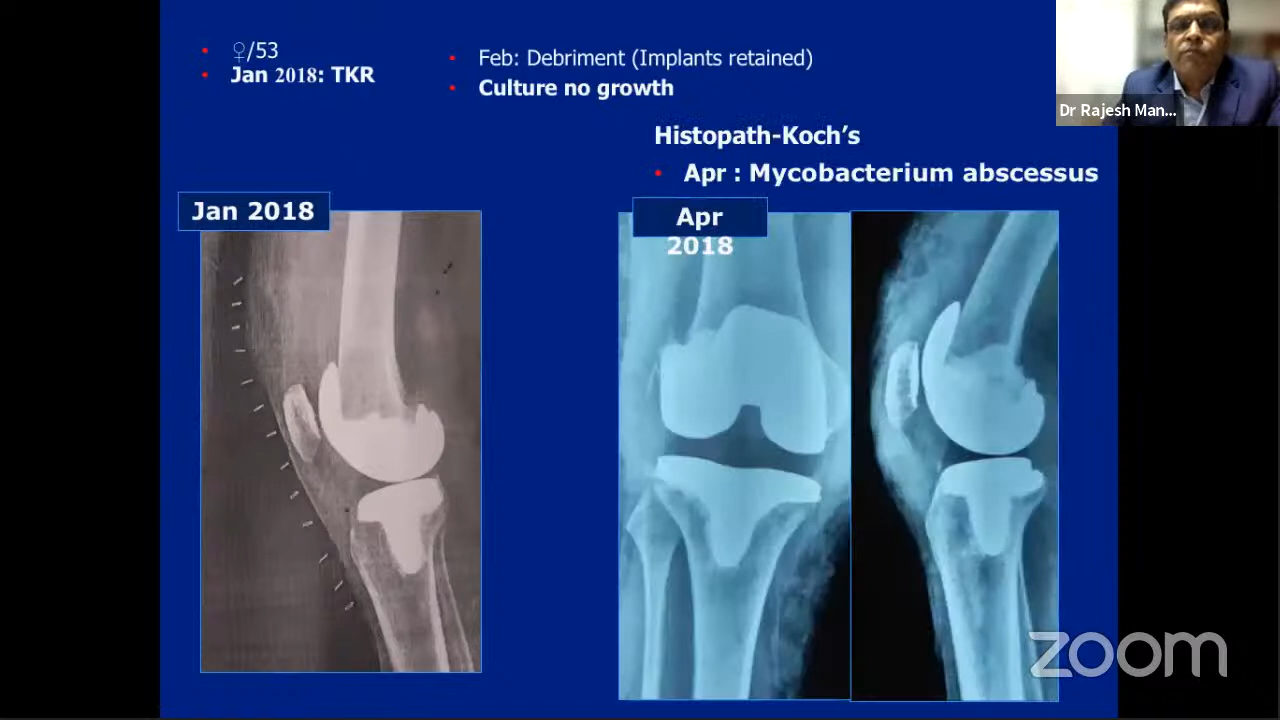 ♀/53
Jan 2018: TKR
Feb: Debriment (Implants retained)
Culture no growth
Histopath-Koch’s
Apr : Mycobacterium abscessus
Jan 2018
Apr
2018
Dr Rajesh Man...
zoom